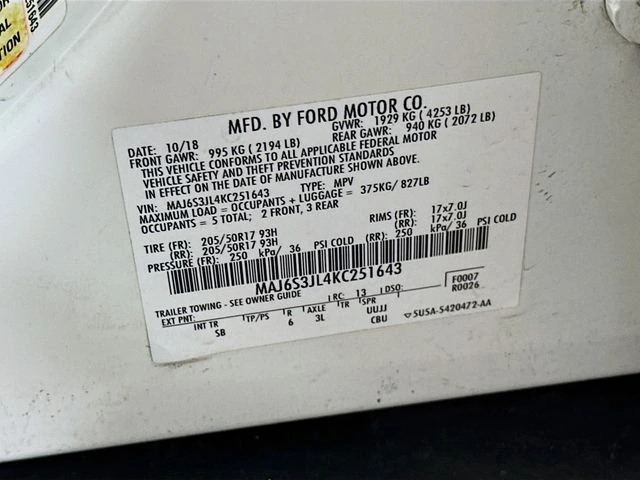 OR
AL
TION
251643
MFD. BY FORD MOTOR CO.
DATE: 10/18 GVWR: 1929 KG ( 4253 LB)
FRONT GAWR: 995 KG ( 2194 LB) REAR GAWR: 940 KG ( 2072 LB)
THIS VEHICLE CONFORMS TO ALL APPLICABLE FEDERAL MOTOR
VEHICLE SAFETY AND THEFT PREVENTION STANDARDS
IN EFFECT ON THE DATE OF MANUFACTURE SHOWN ABOVE.
VIN: MAJ6S3JL4KC251643 TYPE: MPV
MAXIMUM LOAD = OCCUPANTS + LUGGAGE = 375KG/ 827LB
OCCUPANTS = 5 TOTAL; 2 FRONT, 3 REAR
TIRE (FR): 205/50R17 93H RIMS (FR): 17x7.0J
(RR): 205/50R17 93H (RR): 17x7.0J
PRESSURE (FR): 250 kPa/ 36 PSI COLD (RR): 250 kPa/ 36 PSI COLD
MAJ6S3JL4KC251643
TRAILER TOWING - SEE OWNER GUIDE
EXT PNT: LRC: 13 DSO: F0007
R0026
INT TR TP/PS R AXLE TR SPR
SB 6 3L UUJJ
CBU 5U5A-5420472-AA